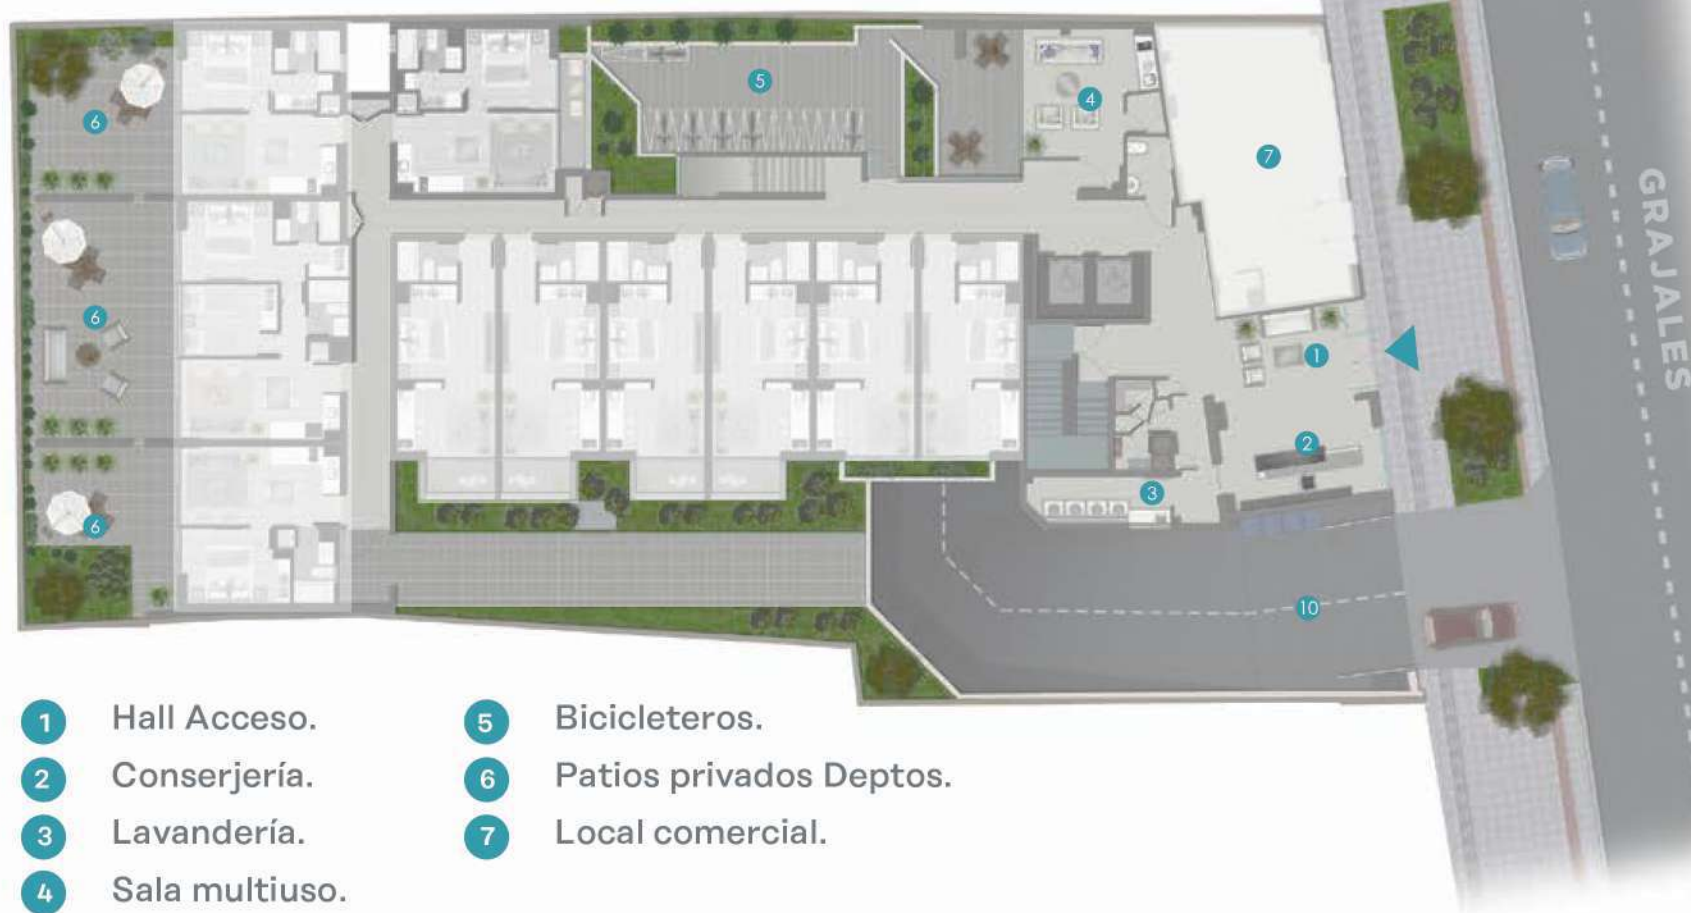 5
4
6
7
GRAJALES
6
1
2
3
6
10
1 Hall Acceso.
2 Conserjería.
3 Lavandería.
4 Sala multiuso.
5 Bicicleteros.
6 Patios privados Deptos.
7 Local comercial.